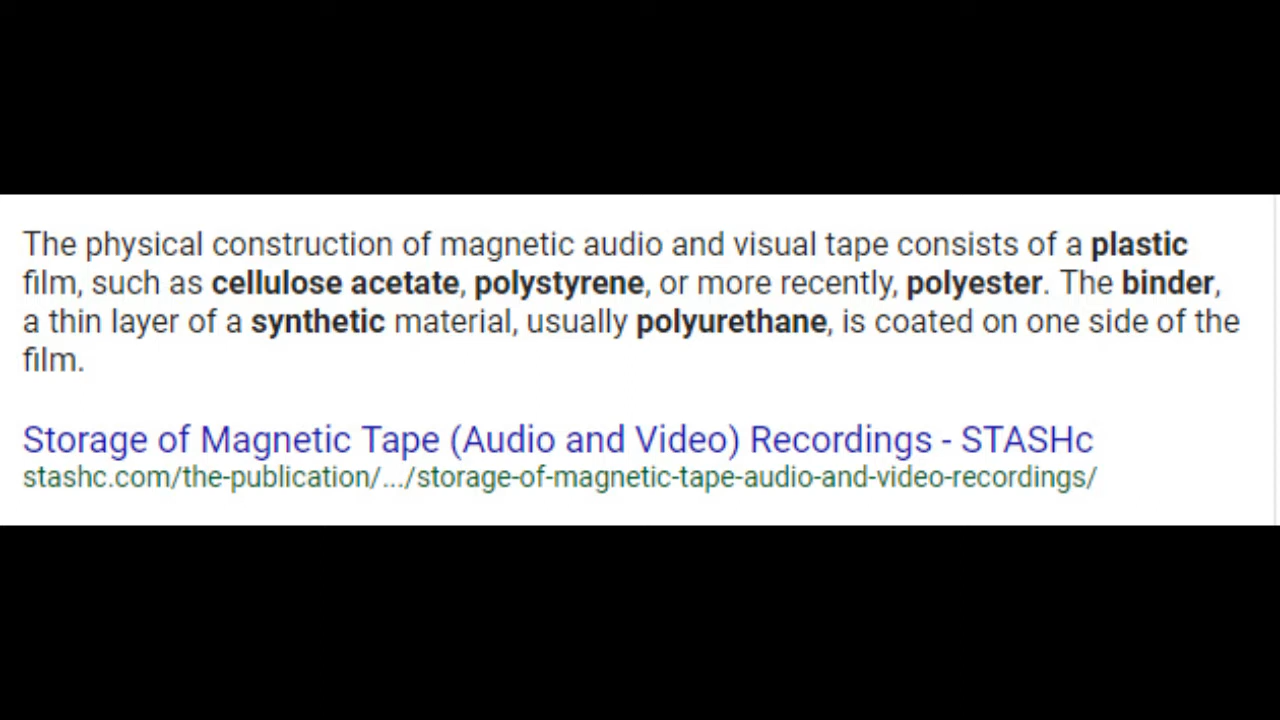 The physical construction of magnetic audio and visual tape consists of a plastic
film, such as cellulose acetate, polystyrene, or more recently, polyester. The binder,
a thin layer of a synthetic material, usually polyurethane, is coated on one side of the
film.
Storage of Magnetic Tape (Audio and Video) Recordings - STASHc
stashc.com/the-publication/.../storage-of-magnetic-tape-audio-and-video-recordings/